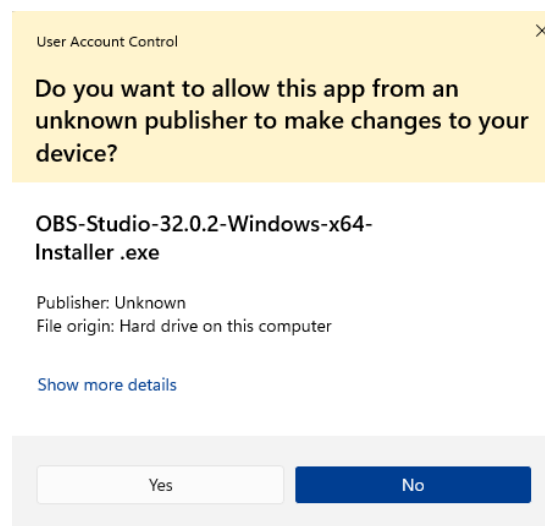 User Account Control
Do you want to allow this app from an
unknown publisher to make changes to your
device?
OBS-Studio-32.0.2-Windows-x64-
Installer .exe
Publisher: Unknown
File origin: Hard drive on this computer
Show more details
Yes
No